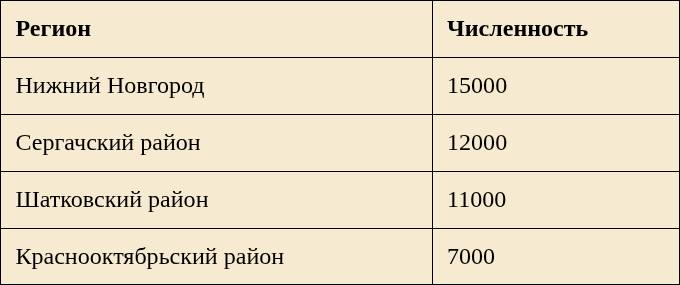 Регион Численность
Нижний Новгород 15000
Сергачский район 12000
Шатковский район 11000
Краснооктябрьский район 7000